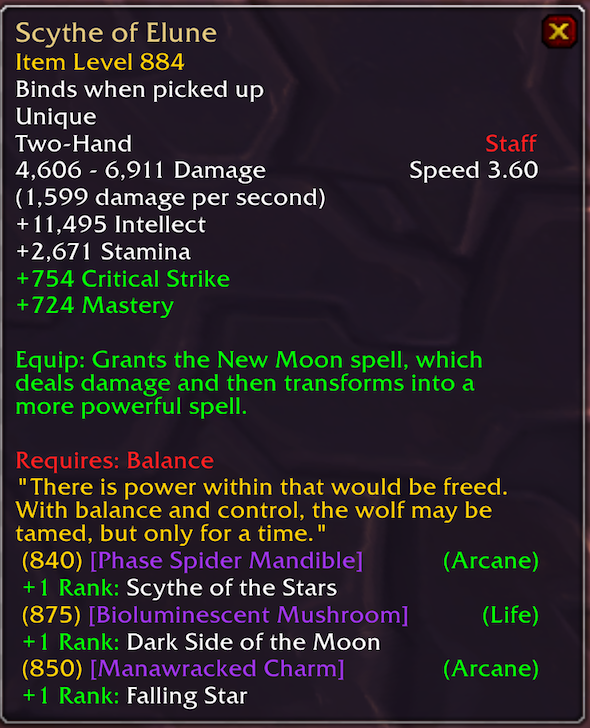 Scythe of Elune
Item Level 884
Binds when picked up
Unique
Two-Hand Staff
4,606 - 6,911 Damage Speed 3.60
(1,599 damage per second)
+11,495 Intellect
+2,671 Stamina
+754 Critical Strike
+724 Mastery
Equip: Grants the New Moon spell, which
deals damage and then transforms into a
more powerful spell.
Requires: Balance
"There is power within that would be freed.
With balance and control, the wolf may be
tamed, but only for a time."
(840) [Phase Spider Mandible] (Arcane)
+1 Rank: Scythe of the Stars
(875) [Bioluminescent Mushroom] (Life)
+1 Rank: Dark Side of the Moon
(850) [Manawracked Charm] (Arcane)
+1 Rank: Falling Star